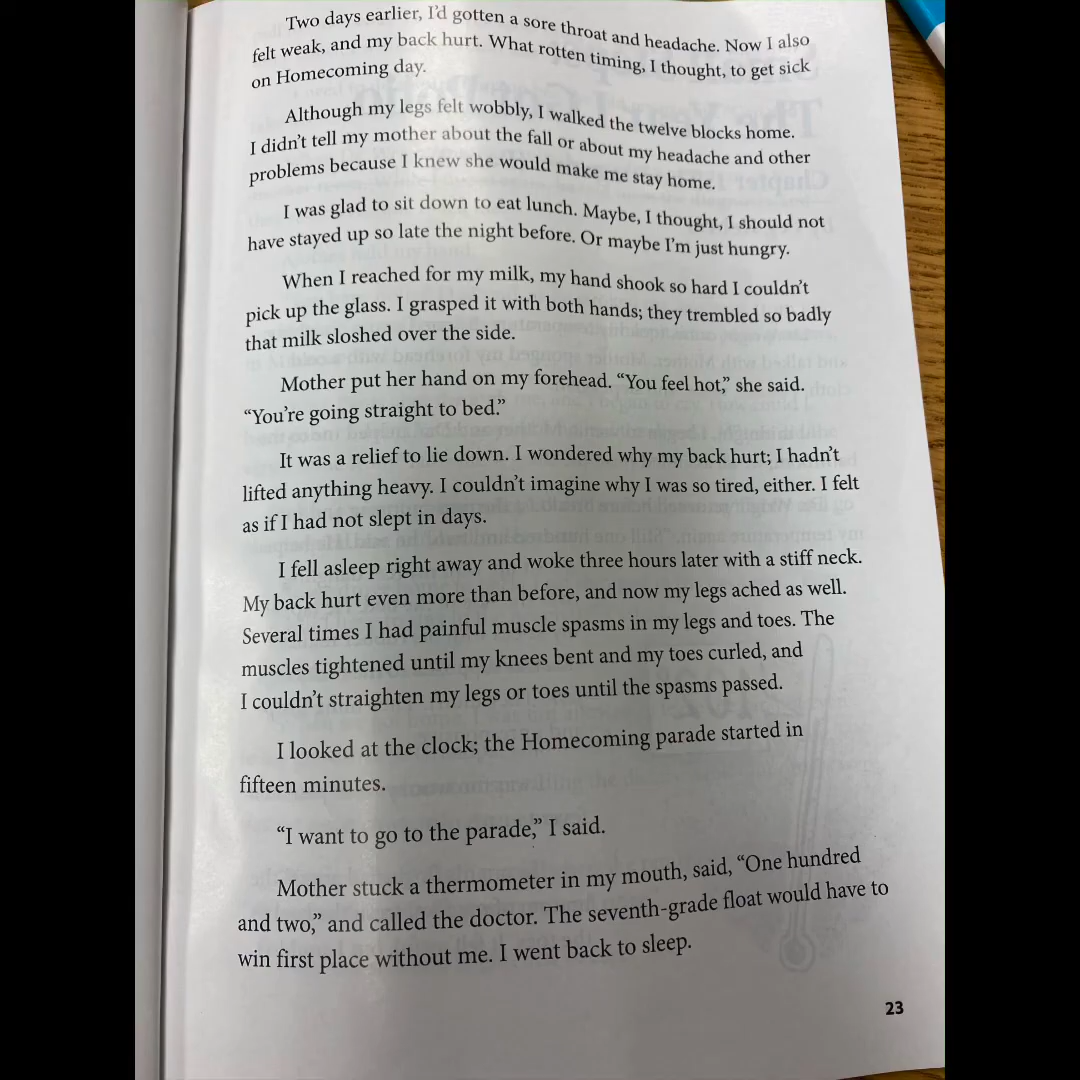 Two days earlier, I'd gotten a sore throat and headache. Now I also
felt weak, and my back hurt. What rotten timing, I thought, to get sick
on Homecoming day.
Although my legs felt wobbly, I walked the twelve blocks home.
I didn't tell my mother about the fall or about my headache and other
problems because I knew she would make me stay home.
I was glad to sit down to eat lunch. Maybe, I thought, I should not
have stayed up so late the night before. Or maybe I'm just hungry.
When I reached for my milk, my hand shook so hard I couldn't
pick up the glass. I grasped it with both hands; they trembled so badly
that milk sloshed over the side.
Mother put her hand on my forehead. “You feel hot,” she said.
“You're going straight to bed.”
It was a relief to lie down. I wondered why my back hurt; I hadn't
lifted anything heavy. I couldn't imagine why I was so tired, either. I felt
as if I had not slept in days.
I fell asleep right away and woke three hours later with a stiff neck.
My back hurt even more than before, and now my legs ached as well.
Several times I had painful muscle spasms in my legs and toes. The
muscles tightened until my knees bent and my toes curled, and
I couldn't straighten my legs or toes until the spasms passed.
I looked at the clock; the Homecoming parade started in
fifteen minutes.
“I want to go to the parade,” I said.
Mother stuck a thermometer in my mouth, said, “One hundred
and two,” and called the doctor. The seventh-grade float would have to
win first place without me. I went back to sleep.
23